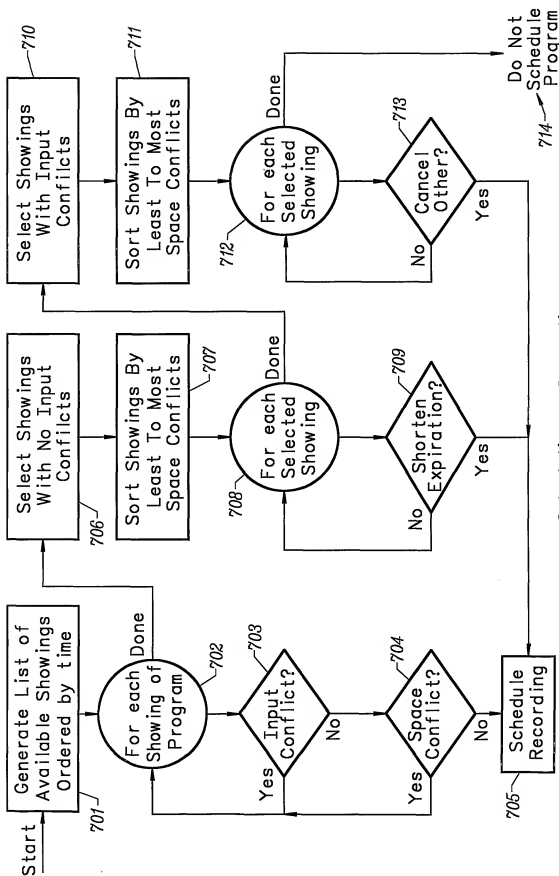 Start
Generate List of
Available Showings
Ordered by time
701
For each
Showing of
Program
702
Done
Input
Conflict?
703
Yes
No
Space
Conflict?
704
Yes
No
Schedule
Recording
705
Select Showings
With No Input
Confilcts
706
Sort Showings By
Least To Most
Space Conflicts
707
For each
Selected
Showing
708
Done
Shorten
Expiration?
709
No
Yes
Select Showings
With Input
Confilcts
710
Sort Showings By
Least To Most
Space Conflicts
711
For each
Selected
Showing
712
Done
Cancel
Other?
713
No
Yes
Do Not
Schedule
Program
714